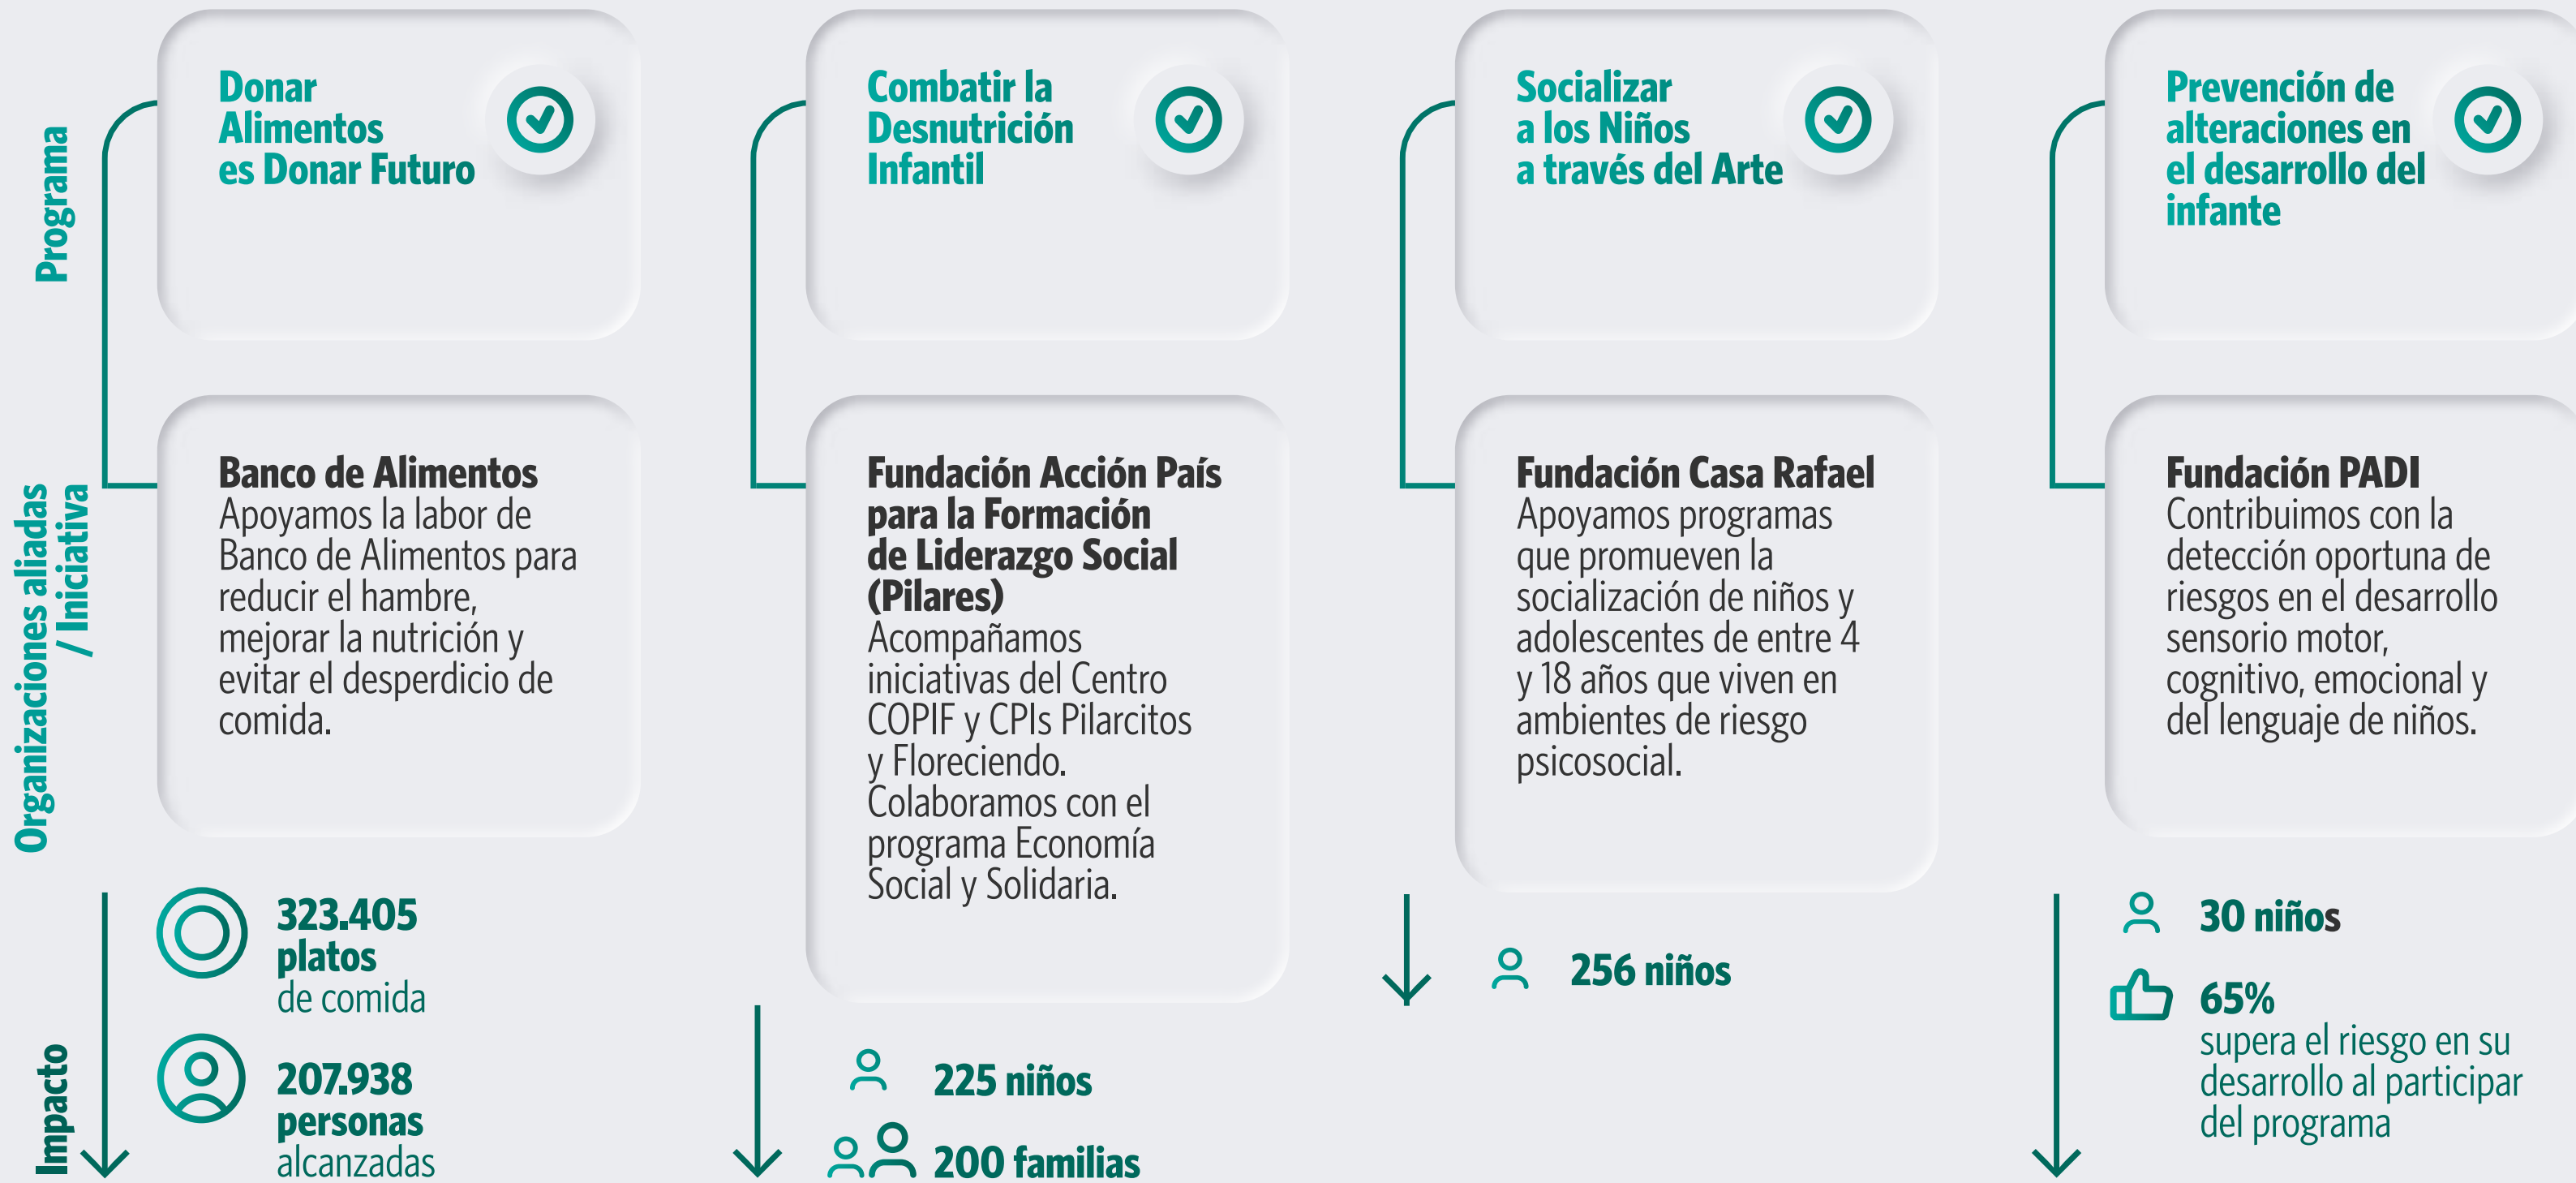 Programa
Donar
Alimentos
es Donar Futuro
Combatir la
Desnutrición
Infantil
Socializar
a los Niños
a través del Arte
Prevención de
alteraciones en
el desarrollo del
infante
Organizaciones aliadas
/ Iniciativa
Banco de Alimentos
Apoyamos la labor de
Banco de Alimentos para
reducir el hambre,
mejorar la nutrición y
evitar el desperdicio de
comida.
Fundación Acción País
para la Formación
de Liderazgo Social
(Pilares)
Acompañamos
iniciativas del Centro
COPIF y CPIs Pilarcitos
y Floreciendo.
Colaboramos con el
programa Economía
Social y Solidaria.
Fundación Casa Rafael
Apoyamos programas
que promueven la
socialización de niños y
adolescentes de entre 4
y 18 años que viven en
ambientes de riesgo
psicosocial.
Fundación PADI
Contribuimos con la
detección oportuna de
riesgos en el desarrollo
sensorio motor,
cognitivo, emocional y
del lenguaje de niños.
Impacto
323.405
platos
de comida
207.938
personas
alcanzadas
225 niños
200 familias
256 niños
30 niños
65%
supera el riesgo en su
desarrollo al participar
del programa